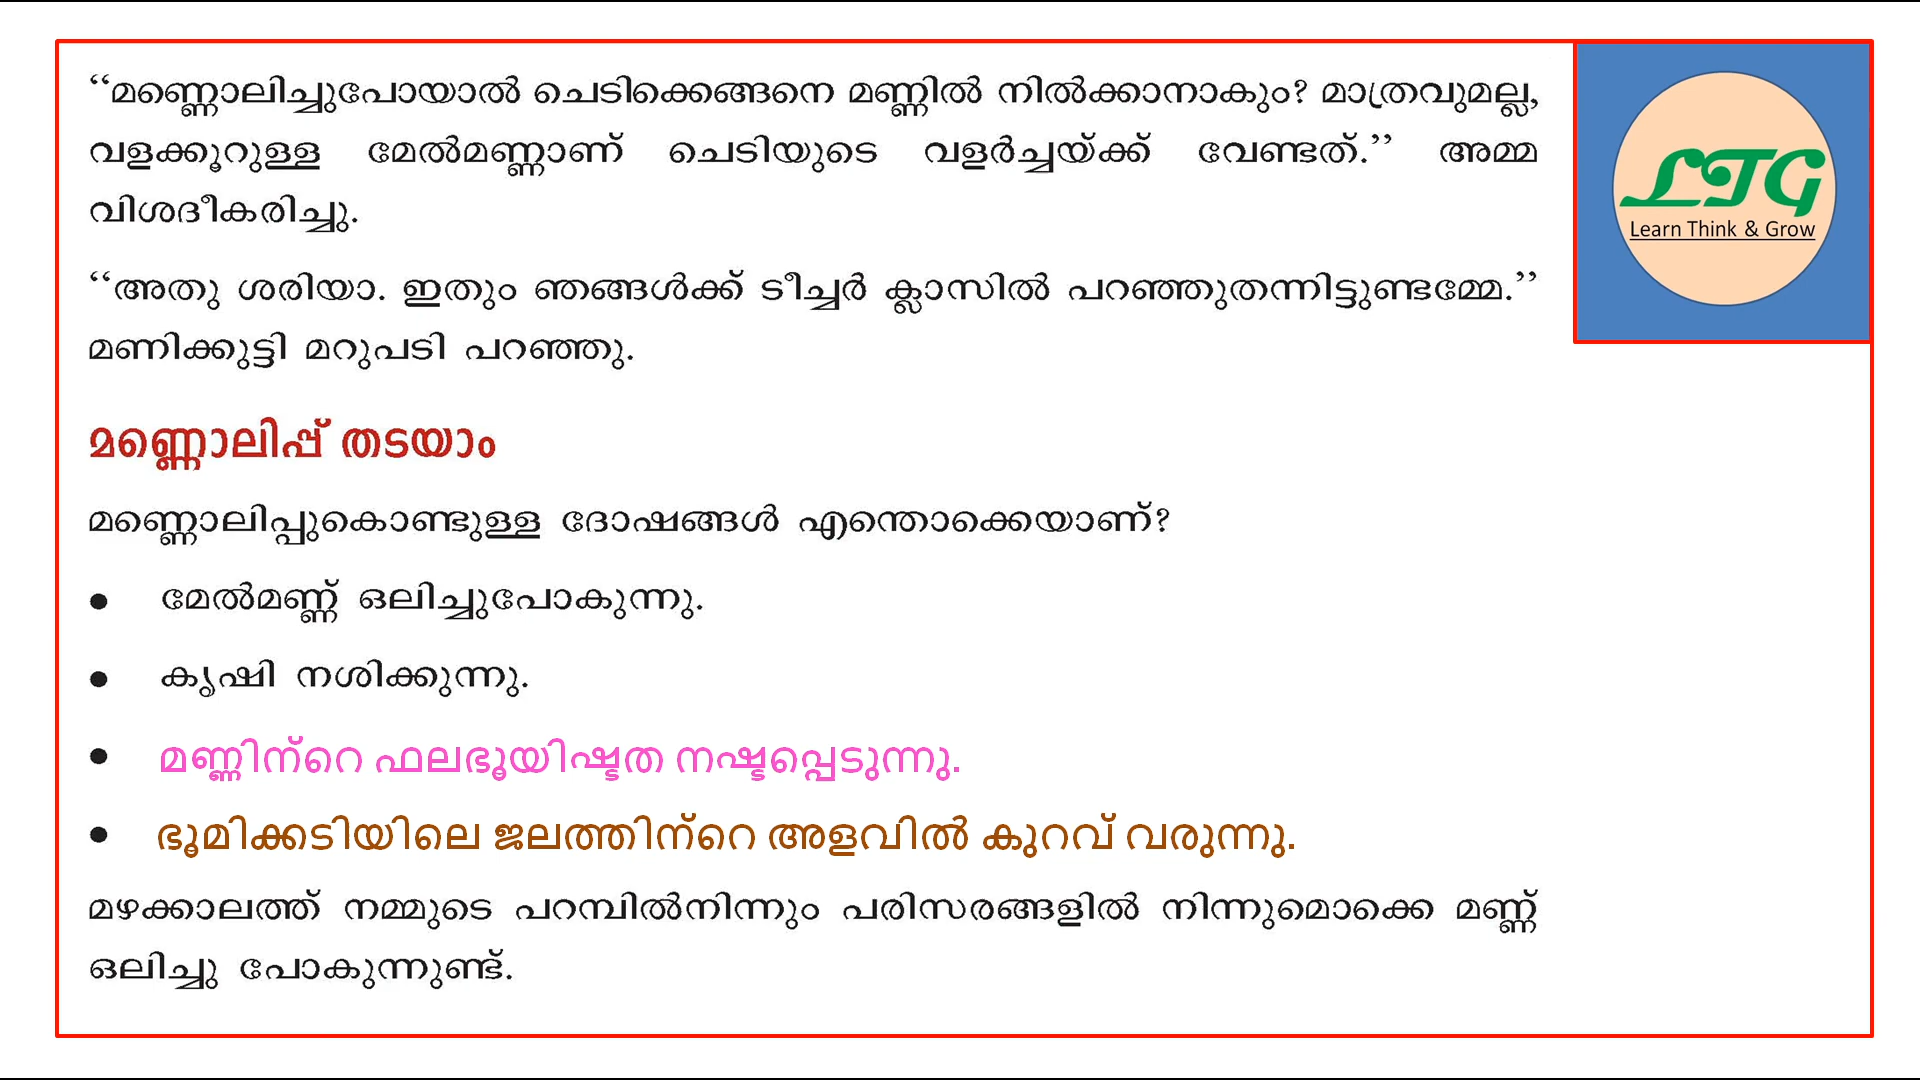 ‘‘മണ്ണൊലിച്ചുപോയാൽ ചെടിക്കെങ്ങനെ മണ്ണിൽ നിൽക്കാനാകും? മാത്രവുമല്ല,
വളക്കൂറുള്ള മേൽമണ്ണാണ് ചെടിയുടെ വളർച്ചയ്ക്ക് വേണ്ടത്.’’ അമ്മ
വിശദീകരിച്ചു.
‘‘അതു ശരിയാ. ഇതും ഞങ്ങൾക്ക് ടീച്ചർ ക്ലാസിൽ പറഞ്ഞുതന്നിട്ടുണ്ടമ്മേ.’’
മണിക്കുട്ടി മറുപടി പറഞ്ഞു.
മണ്ണൊലിപ്പ് തടയാം
മണ്ണൊലിപ്പുകൊണ്ടുള്ള ദോഷങ്ങൾ എന്തൊക്കെയാണ്?
• മേൽമണ്ണ് ഒലിച്ചുപോകുന്നു.
• കൃഷി നശിക്കുന്നു.
• മണ്ണിന്റെ ഫലഭൂയിഷ്ടത നഷ്ടപ്പെടുന്നു.
• ഭൂമിക്കടിയിലെ ജലത്തിന്റെ അളവിൽ കുറവ് വരുന്നു.
മഴക്കാലത്ത് നമ്മുടെ പറമ്പിൽനിന്നും പരിസരങ്ങളിൽ നിന്നുമൊക്കെ മണ്ണ്
ഒലിച്ചു പോകുന്നുണ്ട്.
LTG
Learn Think & Grow